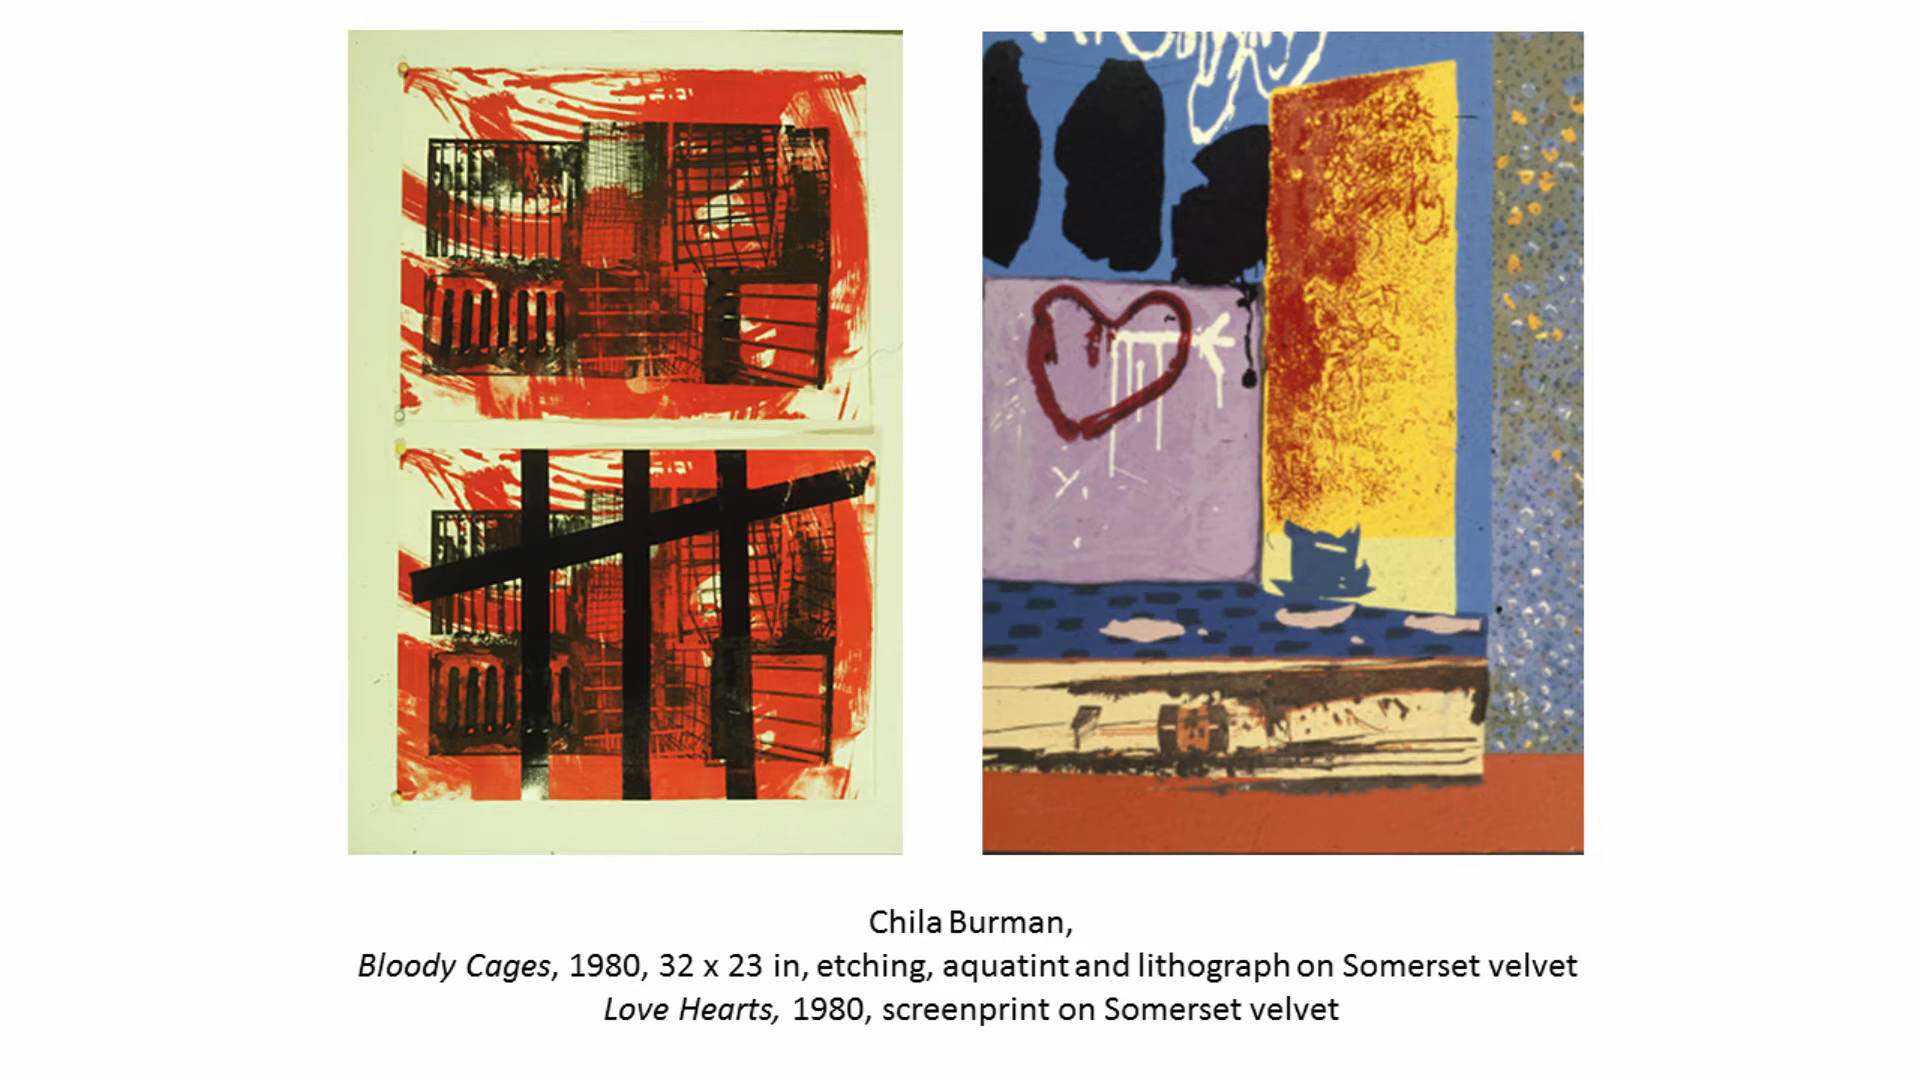 Chila Burman,
Bloody Cages, 1980, 32 x 23 in, etching, aquatint and lithograph on Somerset velvet
Love Hearts, 1980, screenprint on Somerset velvet